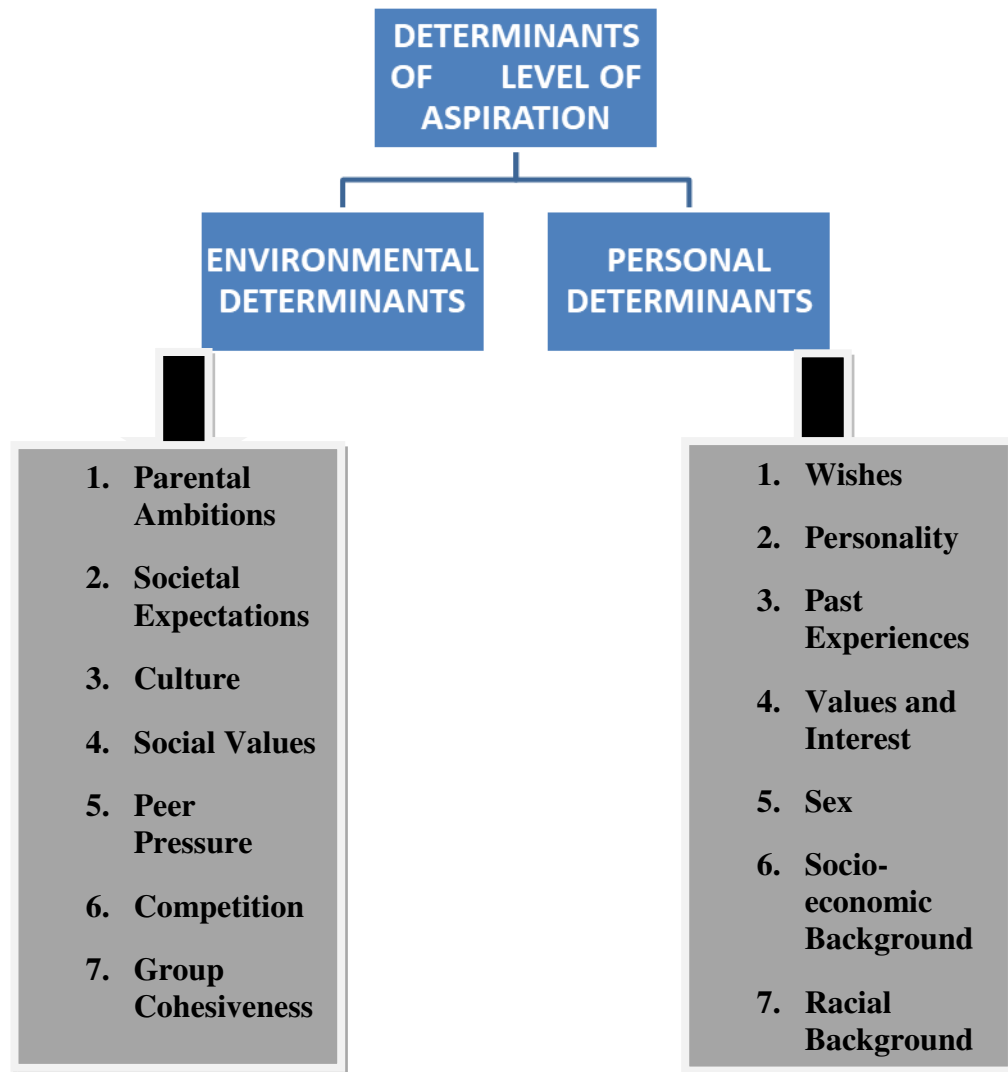 DETERMINANTS
OF LEVEL OF
ASPIRATION
ENVIRONMENTAL
DETERMINANTS
PERSONAL
DETERMINANTS
1. Parental
Ambitions
2. Societal
Expectations
3. Culture
4. Social Values
5. Peer
Pressure
6. Competition
7. Group
Cohesiveness
1. Wishes
2. Personality
3. Past
Experiences
4. Values and
Interest
5. Sex
6. Socio-
economic
Background
7. Racial
Background